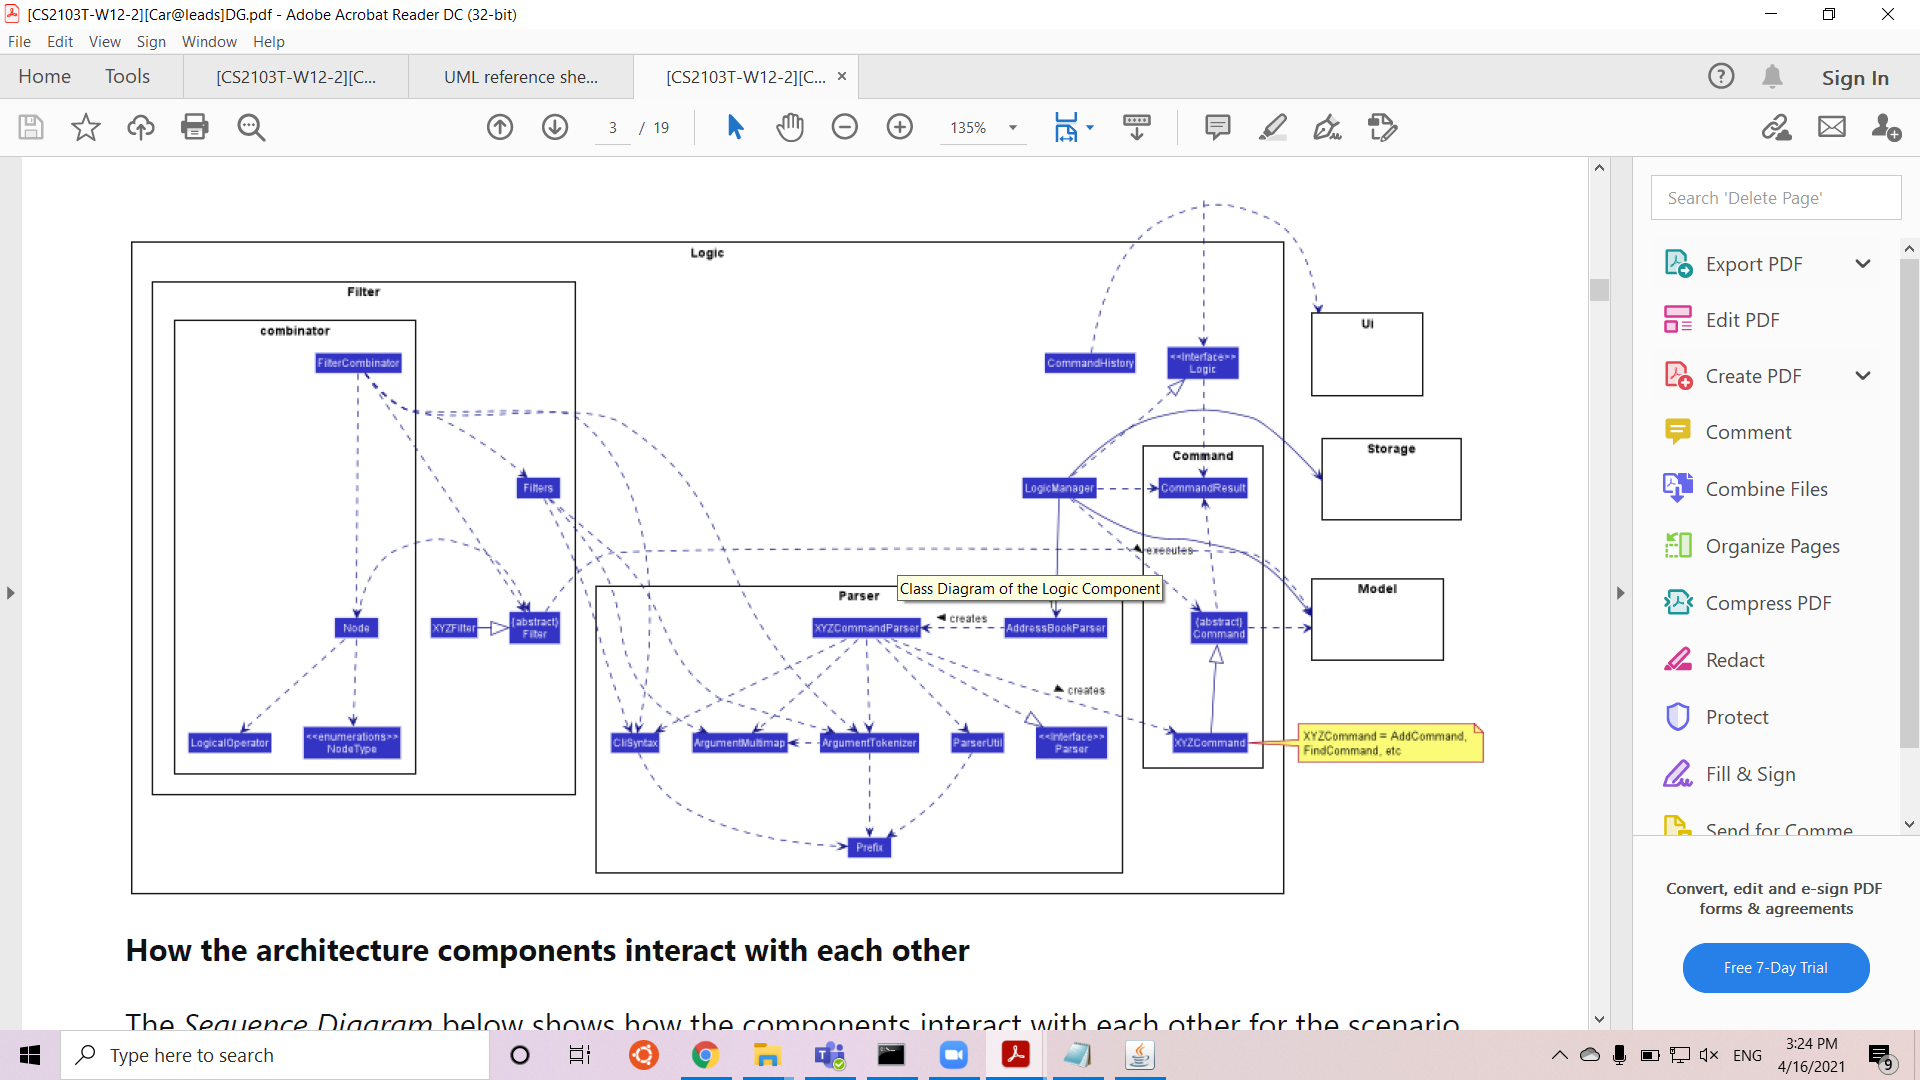 [CS2103T-W12-2][Car@leads]DG.pdf - Adobe Acrobat Reader DC (32-bit)
File Edit View Sign Window Help
Home Tools [CS2103T-W12-2][C... UML reference she... [CS2103T-W12-2][C... × Sign In
3 / 19 135%
Search 'Delete Page'
Export PDF
Edit PDF
Create PDF
Comment
Combine Files
Organize Pages
Compress PDF
Redact
Protect
Fill & Sign
Send for Comme
Convert, edit and e-sign PDF
forms & agreements
Free 7-Day Trial
Logic
Filter
combinator
FilterCombinator
CommandHistory
<<Interface>>
Logic
Ui
Storage
Command
Filters
LogicManager
CommandResult
executes
Class Diagram of the Logic Component
Parser
Model
Node
XYZFilter
{abstract}
Filter
XYZCommandParser
creates
AddressBookParser
{abstract}
Command
creates
LogicalOperator
<<enumerations>>
NodeType
CliSyntax
ArgumentMultimap
ArgumentTokenizer
ParserUtil
<<Interface>>
Parser
XYZCommand
XYZCommand = AddCommand,
FindCommand, etc
Prefix
How the architecture components interact with each other
The Sequence Diagram below shows how the components interact with each other for the scenario
Type here to search
ENG
3:24 PM
4/16/2021
9